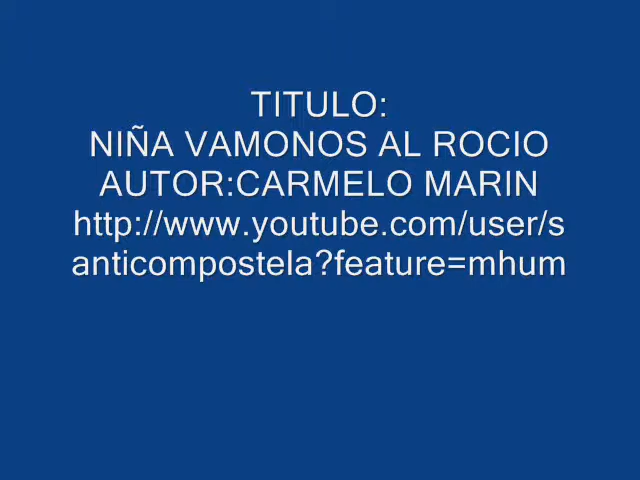 TITULO:
NIÑA VAMONOS AL ROCIO
AUTOR:CARMELO MARIN
http://www.youtube.com/user/s
anticompostela?feature=mhum